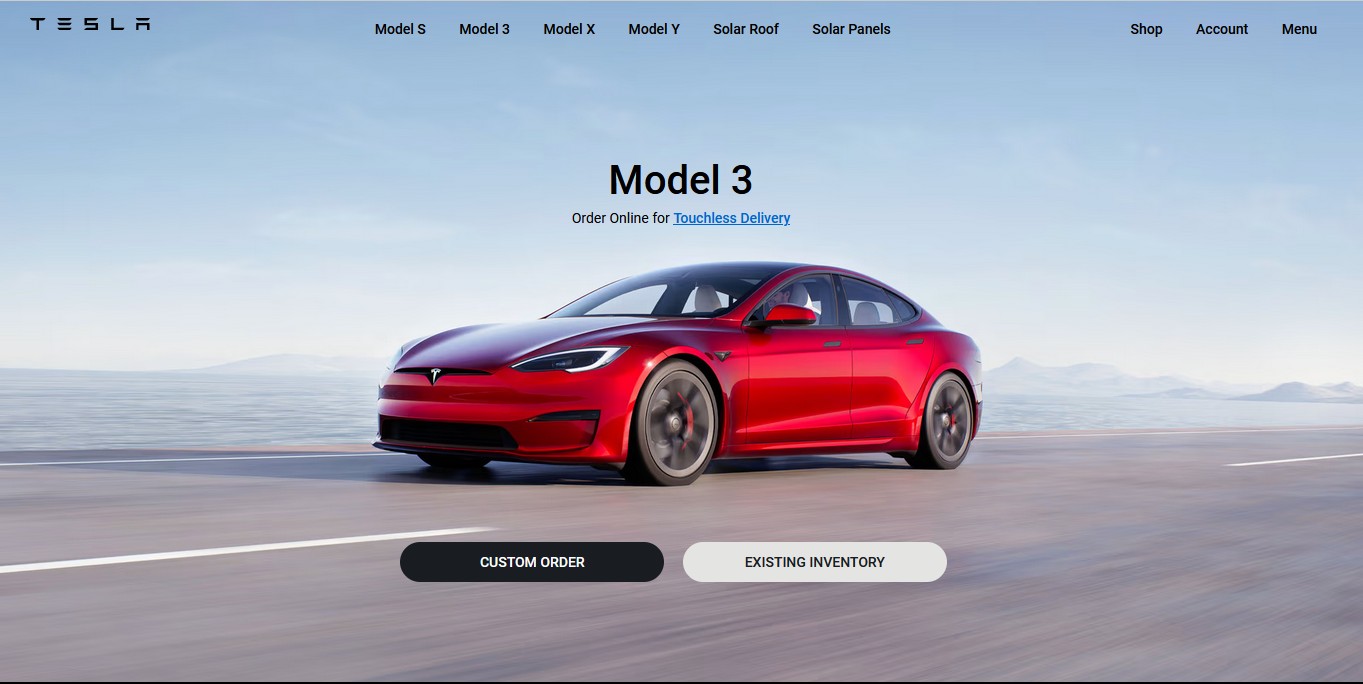 TESLA
Model S Model 3 Model X Model Y Solar Roof Solar Panels
Shop Account Menu
Model 3
Order Online for Touchless Delivery
CUSTOM ORDER
EXISTING INVENTORY